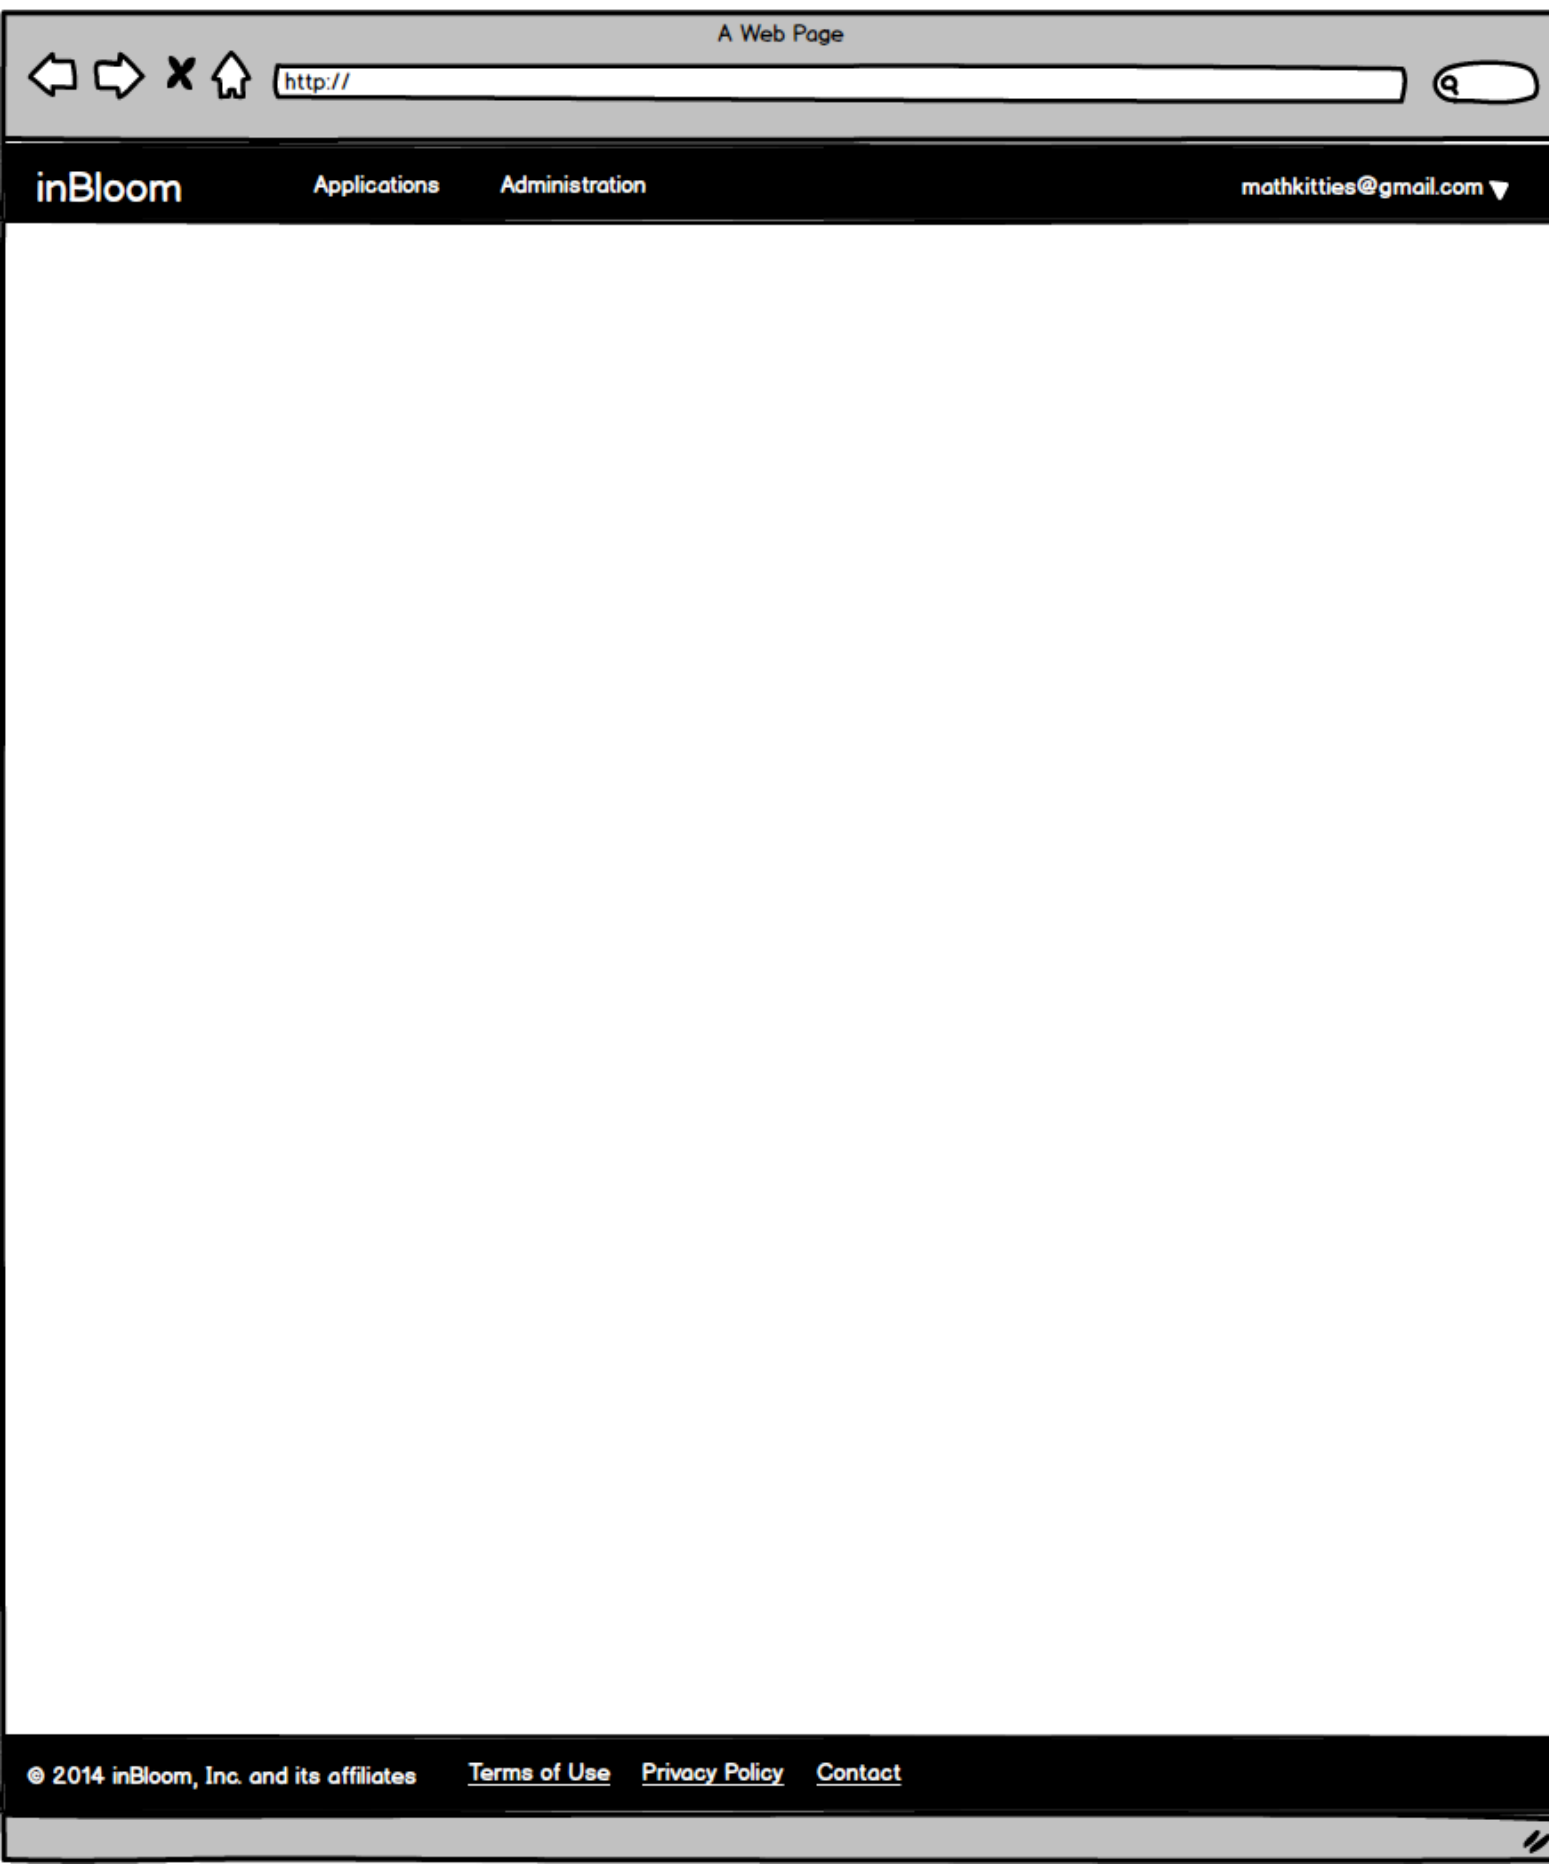 A Web Page
http://
inBloom Applications Administration mathkitties@gmail.com
© 2014 inBloom, Inc. and its affiliates Terms of Use Privacy Policy Contact